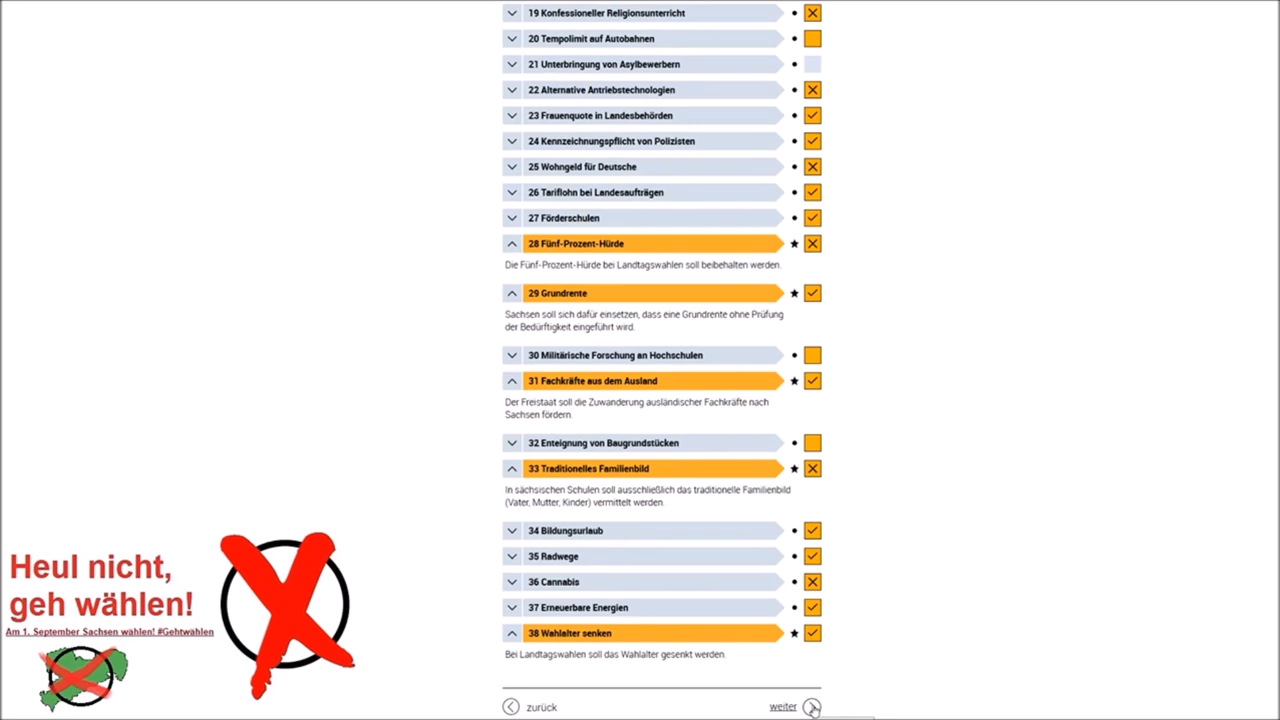 19 Konfessioneller Religionsunterricht
20 Tempolimit auf Autobahnen
21 Unterbringung von Asylbewerbern
22 Alternative Antriebstechnologien
23 Frauenquote in Landesbehörden
24 Kennzeichnungspflicht von Polizisten
25 Wohngeld für Deutsche
26 Tariflohn bei Landesaufträgen
27 Förderschulen
28 Fünf-Prozent-Hürde
Die Fünf-Prozent-Hürde bei Landtagswahlen soll beibehalten werden.
29 Grundrente
Sachsen soll sich dafür einsetzen, dass eine Grundrente ohne Prüfung
der Bedürftigkeit eingeführt wird.
30 Militärische Forschung an Hochschulen
31 Fachkräfte aus dem Ausland
Der Freistaat soll die Zuwanderung ausländischer Fachkräfte nach
Sachsen fördern.
32 Enteignung von Baugrundstücken
33 Traditionelles Familienbild
In sächsischen Schulen soll ausschließlich das traditionelle Familienbild
(Vater, Mutter, Kinder) vermittelt werden.
34 Bildungsurlaub
35 Radwege
36 Cannabis
37 Erneuerbare Energien
38 Wahlalter senken
Bei Landtagswahlen soll das Wahlalter gesenkt werden.
zurück
weiter
Heul nicht,
geh wählen!
Am 1. September Sachsen wählen! #Gehtwählen